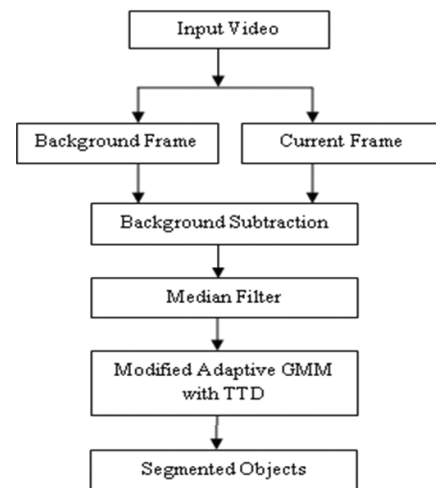 Input Video
Background Frame
Current Frame
Background Subtraction
Median Filter
Modified Adaptive GMM
with TTD
Segmented Objects